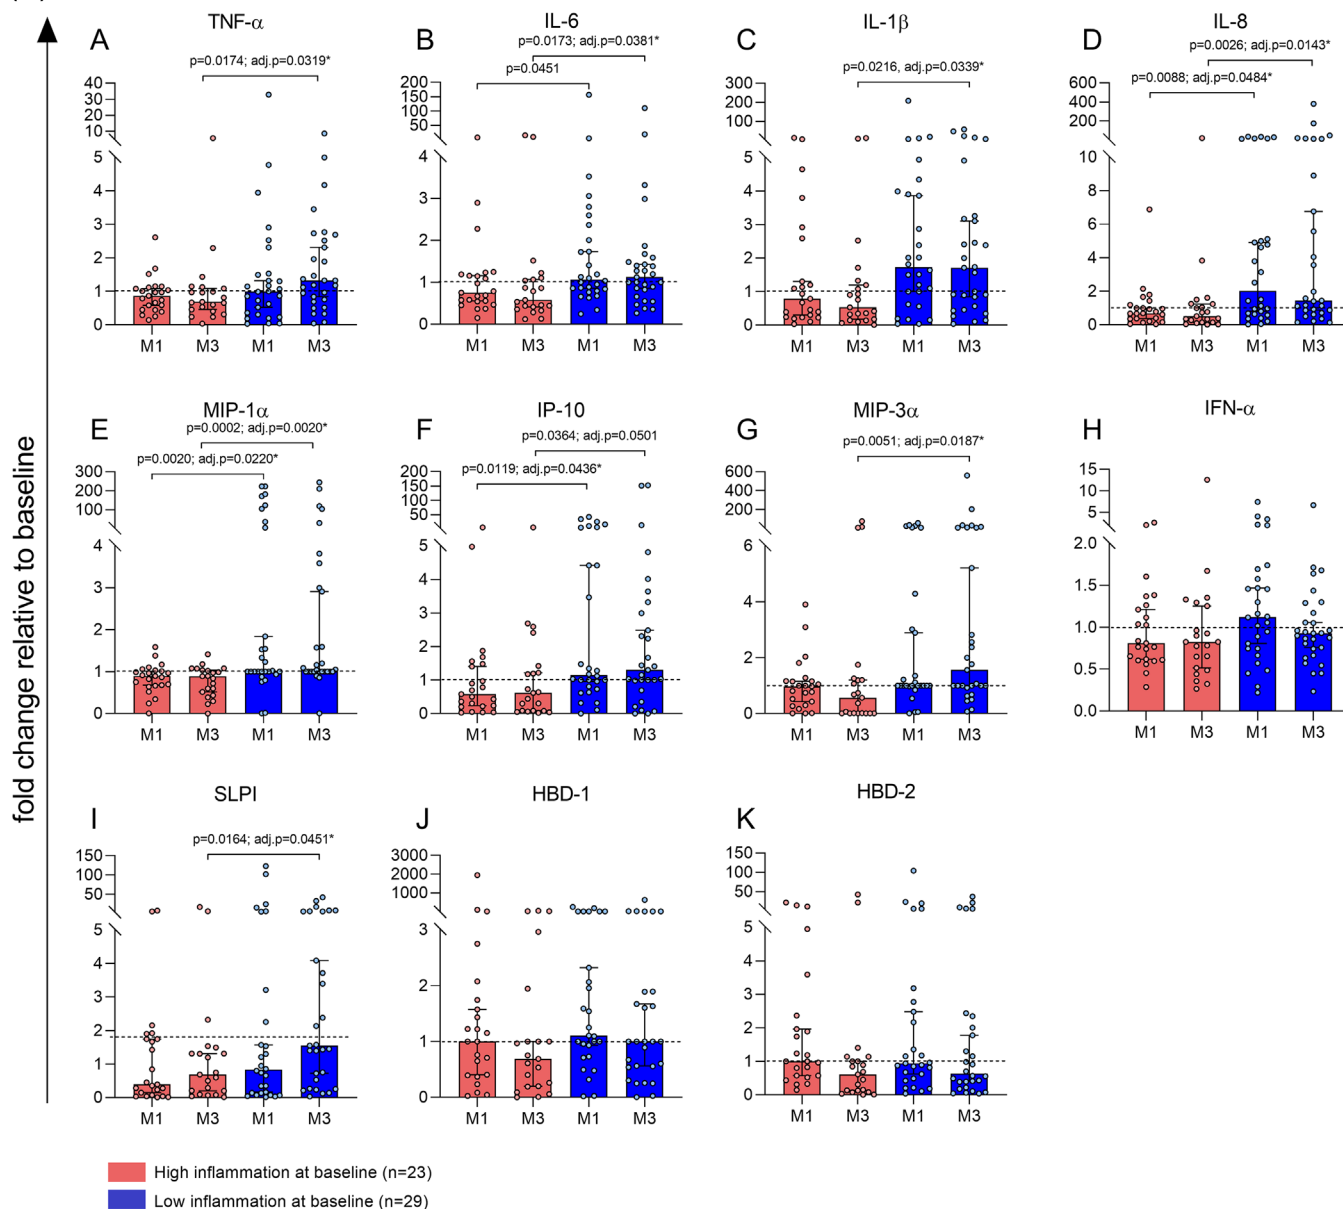 fold change relative to baseline
A
TNF-α
p=0.0174; adj.p=0.0319*
40
30
20
10
5
4
3
2
1
0
M1 M3 M1 M3
B
IL-6
p=0.0173; adj.p=0.0381*
p=0.0451
200
150
100
50
4
3
2
1
0
M1 M3 M1 M3
C
IL-1β
p=0.0216, adj.p=0.0339*
300
200
100
5
4
3
2
1
0
M1 M3 M1 M3
D
IL-8
p=0.0026; adj.p=0.0143*
p=0.0088; adj.p=0.0484*
600
400
200
10
8
6
4
2
0
M1 M3 M1 M3
E
MIP-1α
p=0.0002; adj.p=0.0020*
p=0.0020; adj.p=0.0220*
300
200
100
4
3
2
1
0
M1 M3 M1 M3
F
IP-10
p=0.0364; adj.p=0.0501
p=0.0119; adj.p=0.0436*
200
150
100
50
5
4
3
2
1
0
M1 M3 M1 M3
G
MIP-3α
p=0.0051; adj.p=0.0187*
600
400
200
6
4
2
0
M1 M3 M1 M3
H
IFN-α
15
10
5
2.0
1.5
1.0
0.5
0.0
M1 M3 M1 M3
I
SLPI
p=0.0164; adj.p=0.0451*
150
100
50
5
4
3
2
1
0
M1 M3 M1 M3
J
HBD-1
3000
2000
1000
3
2
1
0
M1 M3 M1 M3
K
HBD-2
150
100
50
5
4
3
2
1
0
M1 M3 M1 M3
High inflammation at baseline (n=23)
Low inflammation at baseline (n=29)